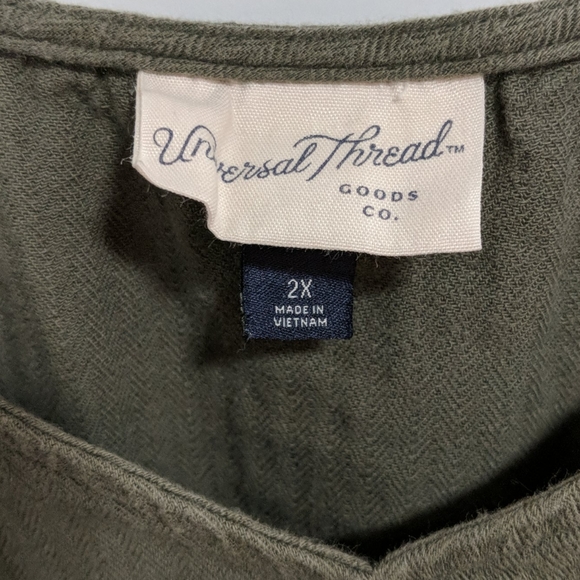 Universal Thread™
GOODS
CO.
2X
MADE IN
VIETNAM